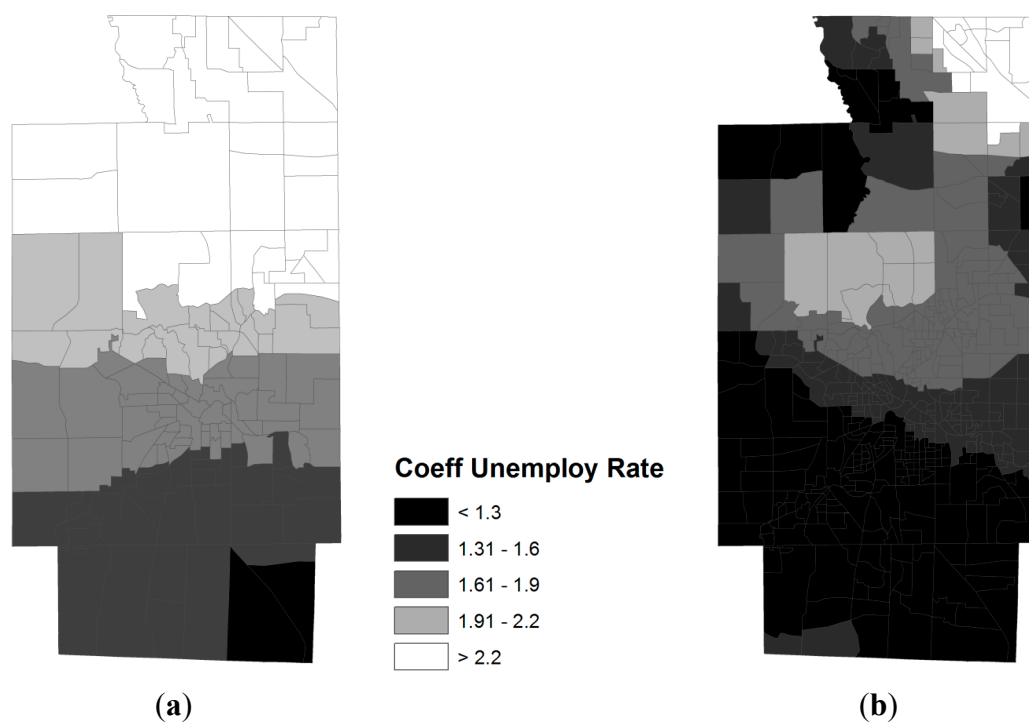 Coeff Unemploy Rate
< 1.3
1.31 - 1.6
1.61 - 1.9
1.91 - 2.2
> 2.2
(a)
(b)